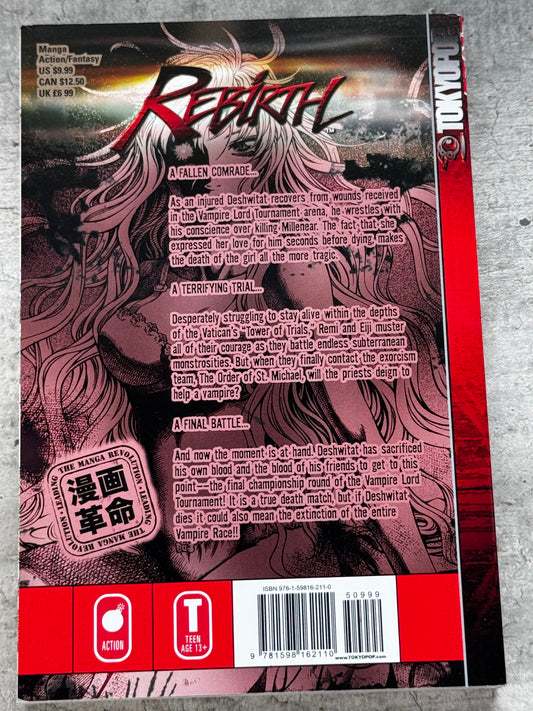 Manga
Action/Fantasy
US $9.99
CAN $12.50
UK £6.99
REBIRTH
TM
TOKYOPOP
A FALLEN COMRADE...
As an injured Deshwitat recovers from wounds received
in the Vampire Lord Tournament arena, he wrestles with
his conscience over killing Millenear. The fact that she
expressed her love for him seconds before dying, makes
the death of the girl all the more tragic.
A TERRIFYING TRIAL...
Desperately struggling to stay alive within the depths
of the Vatican's "Tower of Trials," Remi and Eiji muster
all of their courage as they battle endless subterranean
monstrosities. But when they finally contact the exorcism
team, The Order of St. Michael, will the priests deign to
help a vampire?
A FINAL BATTLE...
And now the moment is at hand. Deshwitat has sacrificed
his own blood and the blood of his friends to get to this
point—the final championship round of the Vampire Lord
Tournament! It is a true death match, but if Deshwitat
dies it could also mean the extinction of the entire
Vampire Race!!
LEADING THE MANGA REVOLUTION
漫画
革命
LEADING THE MANGA REVOLUTION
ACTION
T
TEEN
AGE 13+
ISBN 978-1-59816-211-0
50999
9 781598 162110
www.TOKYOPOP.com